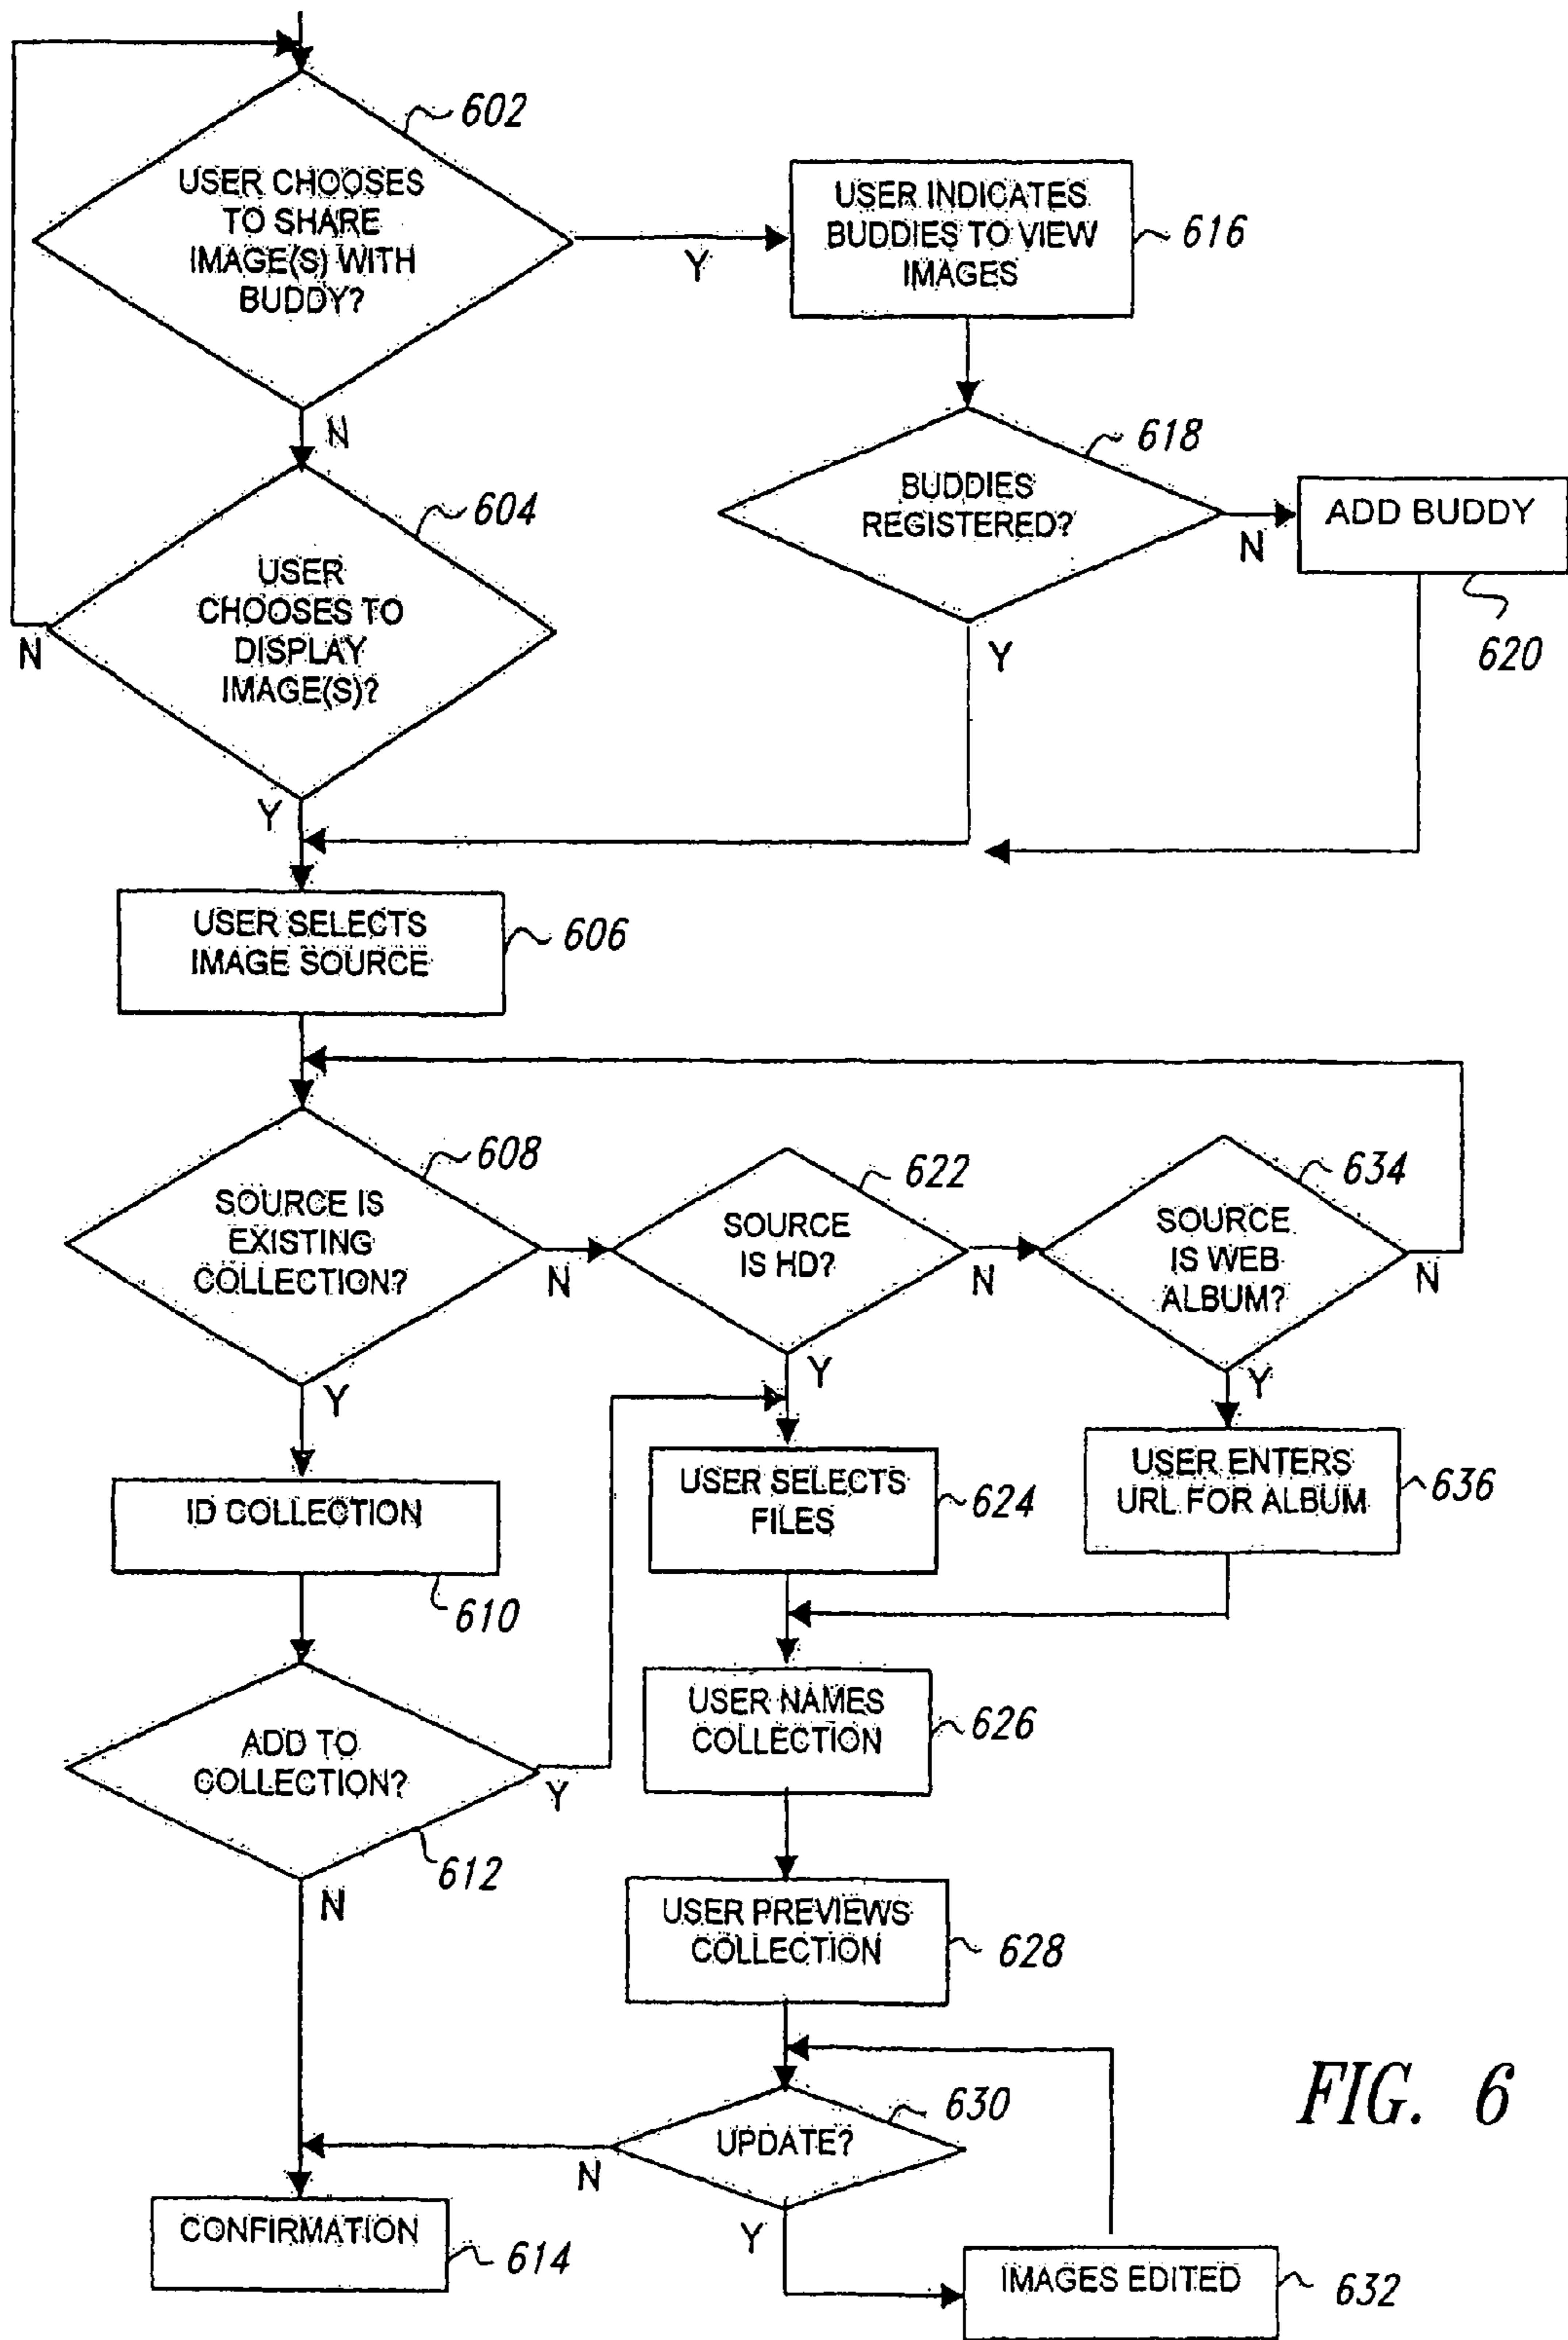 602
USER CHOOSES
TO SHARE
IMAGE(S) WITH
BUDDY?
Y
N
USER INDICATES
BUDDIES TO VIEW
IMAGES
616
618
BUDDIES
REGISTERED?
N
Y
ADD BUDDY
620
604
USER
CHOOSES TO
DISPLAY
IMAGE(S)?
N
Y
USER SELECTS
IMAGE SOURCE
606
608
SOURCE IS
EXISTING
COLLECTION?
N
Y
622
SOURCE
IS HD?
N
Y
634
SOURCE
IS WEB
ALBUM?
N
Y
ID COLLECTION
610
USER SELECTS
FILES
624
USER ENTERS
URL FOR ALBUM
636
ADD TO
COLLECTION?
Y
612
N
USER NAMES
COLLECTION
626
USER PREVIEWS
COLLECTION
628
630
UPDATE?
N
Y
CONFIRMATION
614
IMAGES EDITED
632
FIG. 6